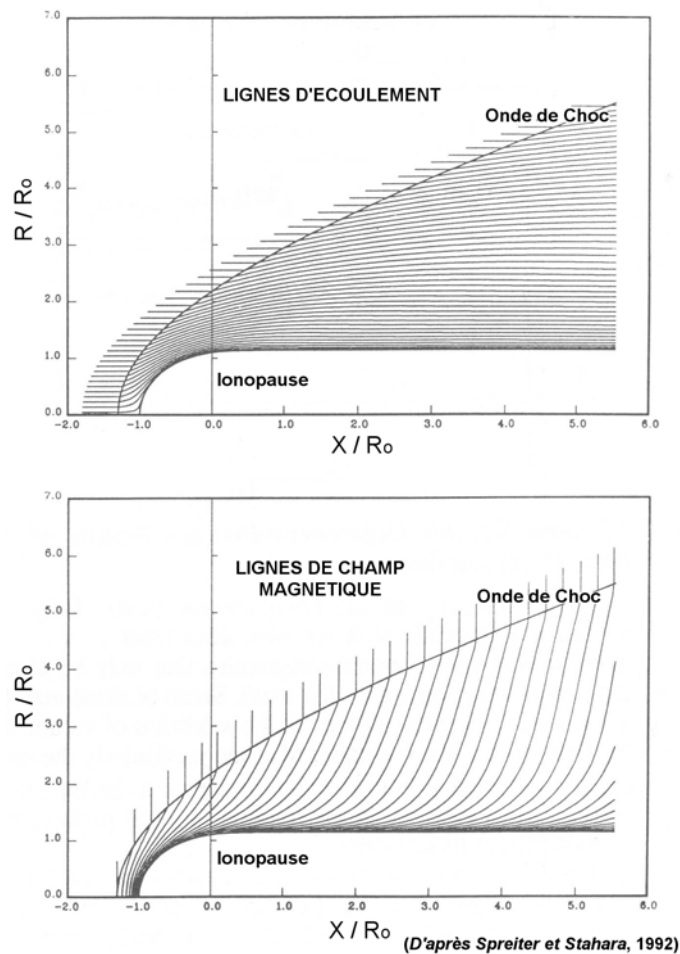 7.0
LIGNES D'ECOULEMENT
6.0
Onde de Choc
5.0
4.0
R / Ro
3.0
2.0
1.0
Ionopause
0.0
-2.0 -1.0 0.0 1.0 2.0 3.0 4.0 5.0 6.0
X / Ro
7.0
LIGNES DE CHAMP
MAGNETIQUE
6.0
Onde de Choc
5.0
4.0
R / Ro
3.0
2.0
1.0
Ionopause
0.0
-2.0 -1.0 0.0 1.0 2.0 3.0 4.0 5.0 6.0
X / Ro
(D'après Spreiter et Stahara, 1992)